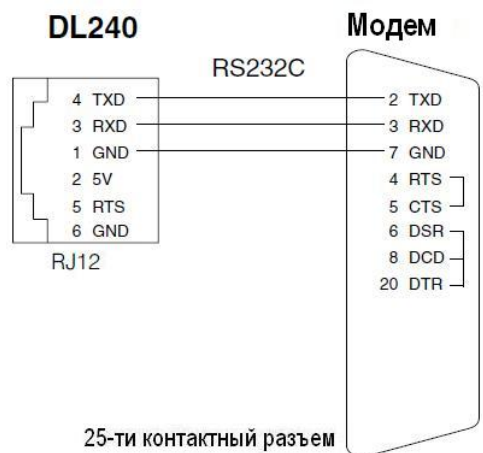 DL240
Модем
RS232C
4 TXD
3 RXD
1 GND
2 5V
5 RTS
6 GND
RJ12
2 TXD
3 RXD
7 GND
4 RTS
5 CTS
6 DSR
8 DCD
20 DTR
25-ти контактный разъем